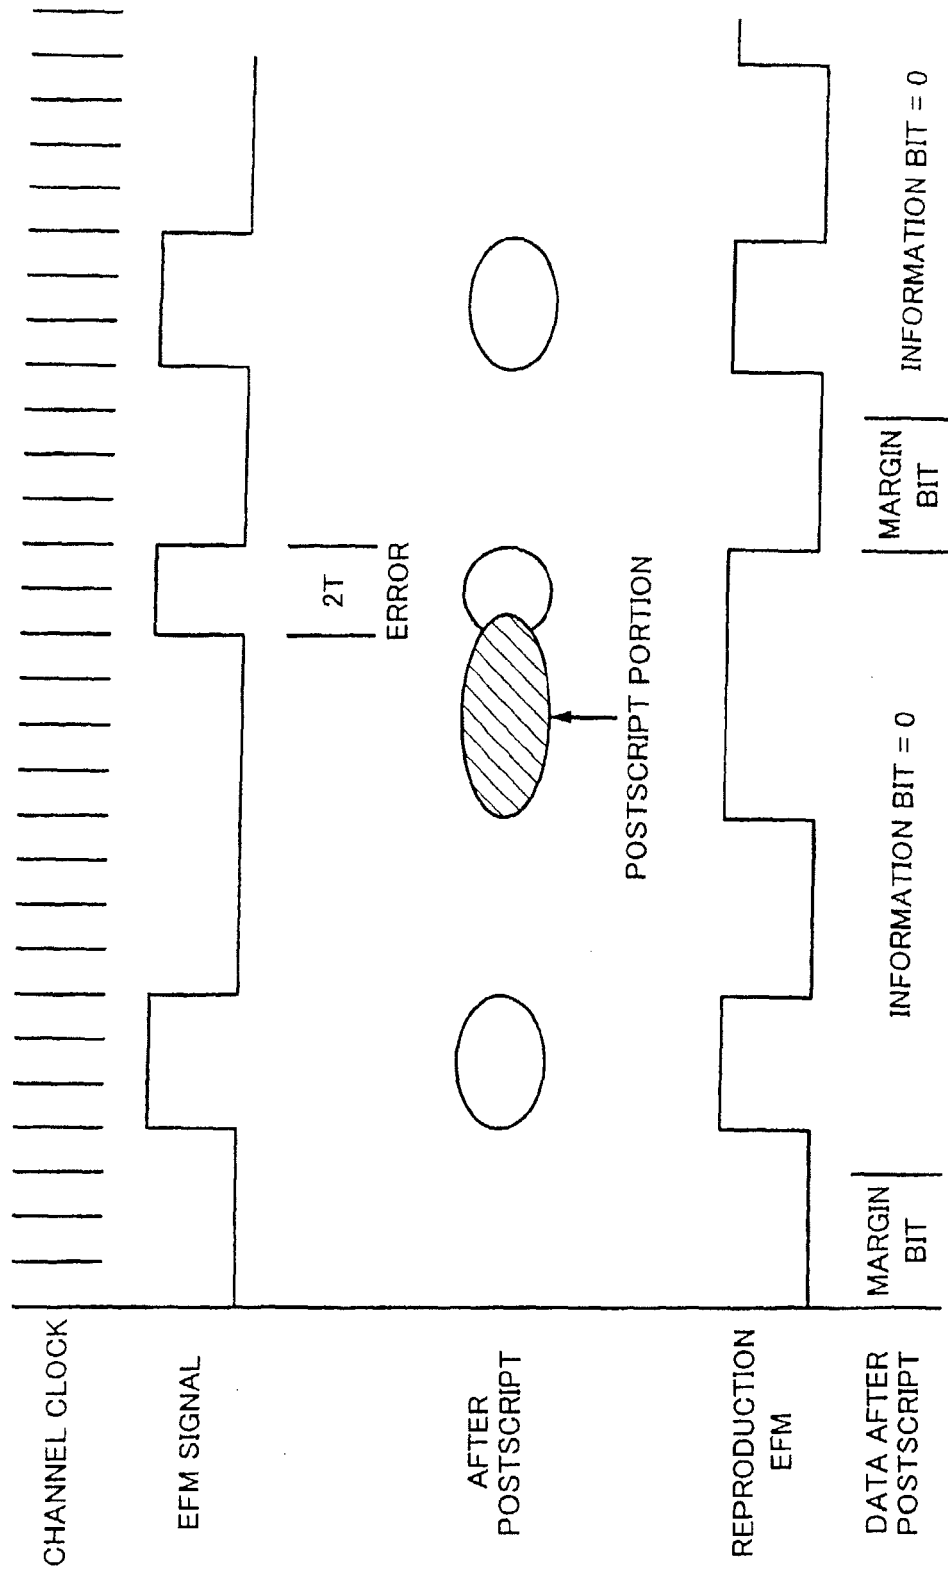 CHANNEL CLOCK
EFM SIGNAL
2T
ERROR
AFTER
POSTSCRIPT
POSTSCRIPT PORTION
REPRODUCTION
EFM
DATA AFTER
POSTSCRIPT
MARGIN
BIT
INFORMATION BIT = 0
MARGIN
BIT
INFORMATION BIT = 0